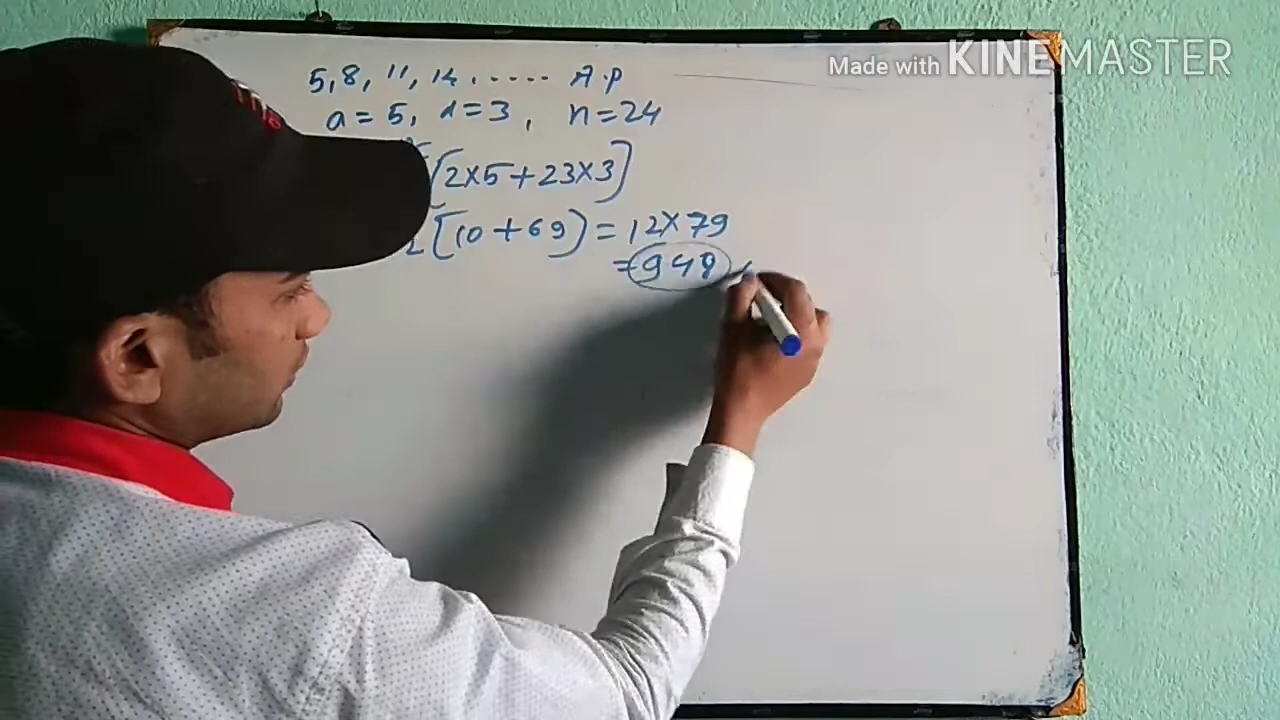 Made with KINEMASTER
5, 8, 11, 14 ..... A.P
a = 5, d = 3, n = 24
[2×5+23×3]
2[10+69) = 12×79
= 948